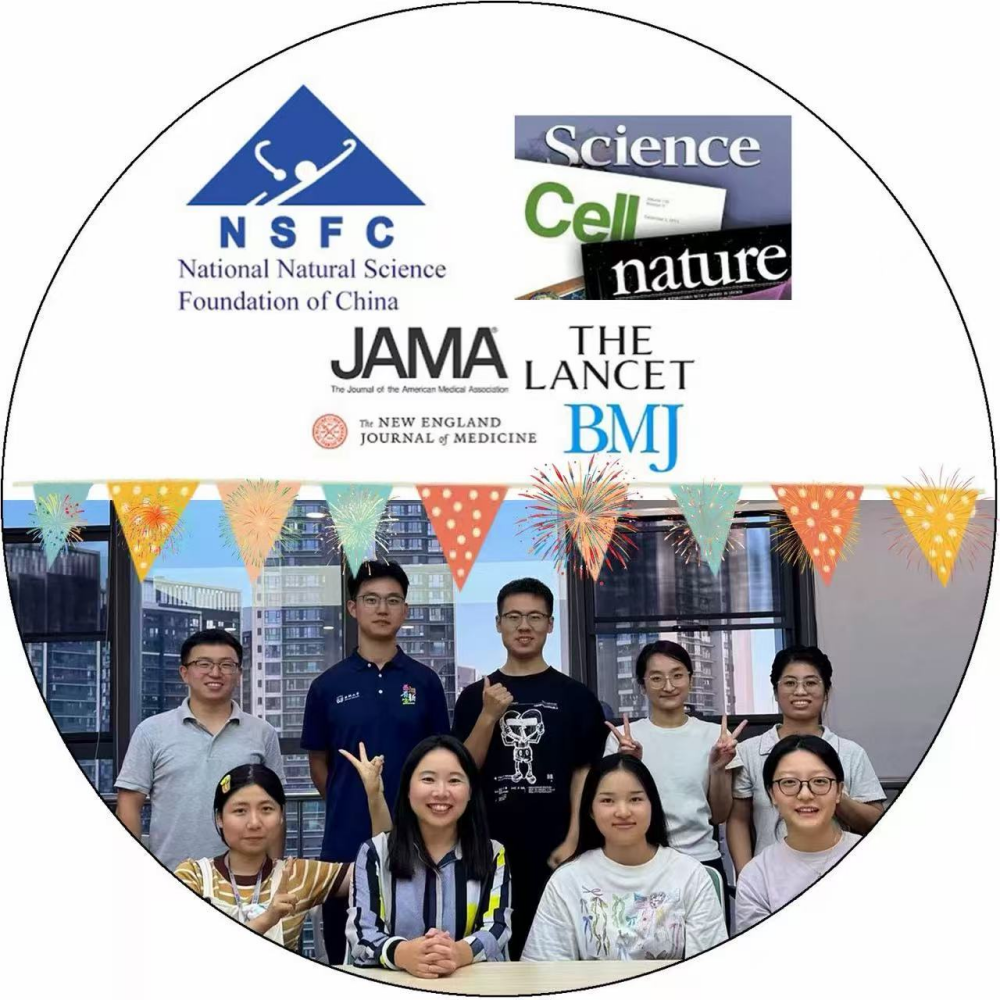 NSFC
National Natural Science
Foundation of China
Science
Cell
nature
JAMA
The Journal of the American Medical Association
THE
LANCET
The NEW ENGLAND
JOURNAL of MEDICINE
BMJ